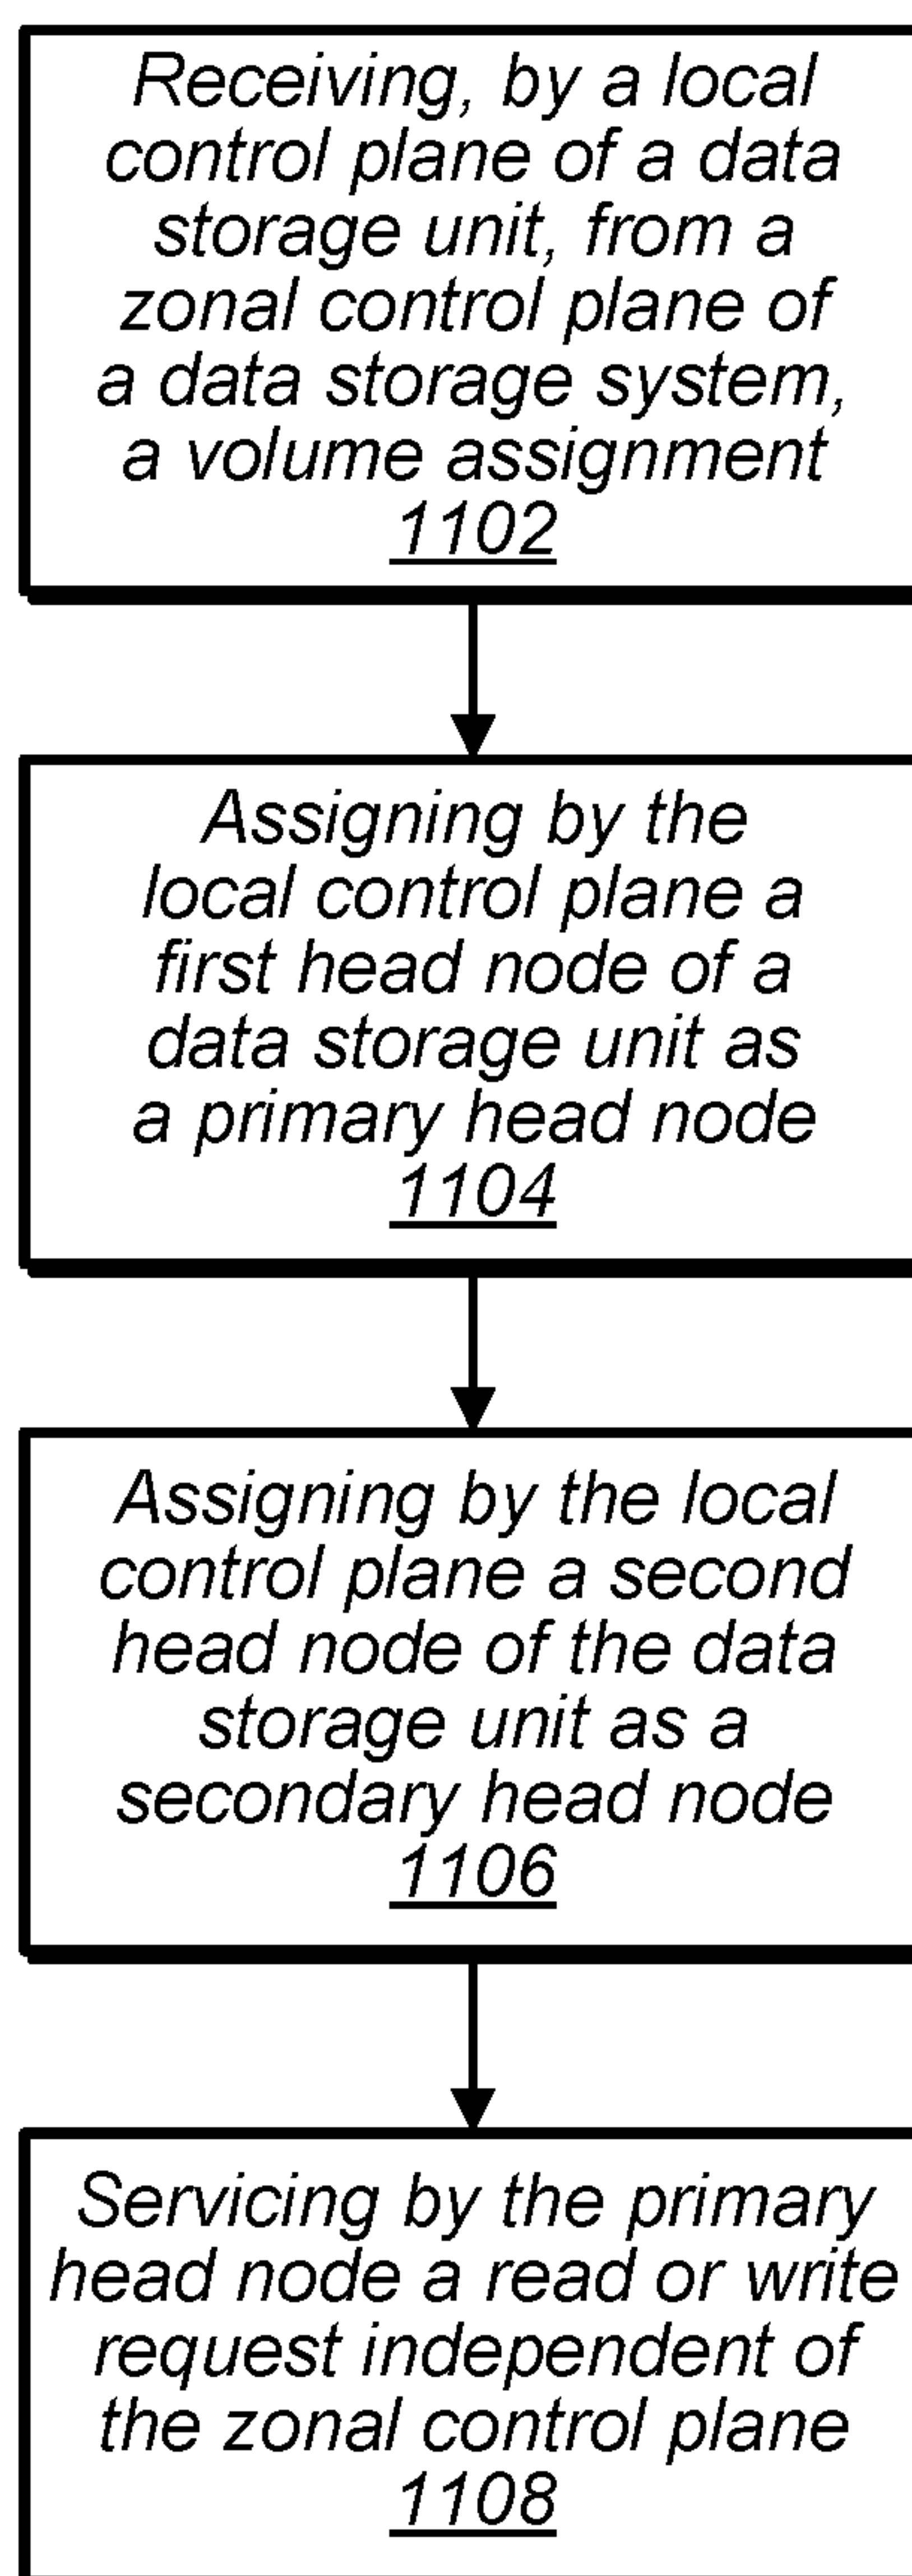 Receiving, by a local
control plane of a data
storage unit, from a
zonal control plane of
a data storage system,
a volume assignment
1102
Assigning by the
local control plane a
first head node of a
data storage unit as
a primary head node
1104
Assigning by the local
control plane a second
head node of the data
storage unit as a
secondary head node
1106
Servicing by the primary
head node a read or write
request independent of
the zonal control plane
1108